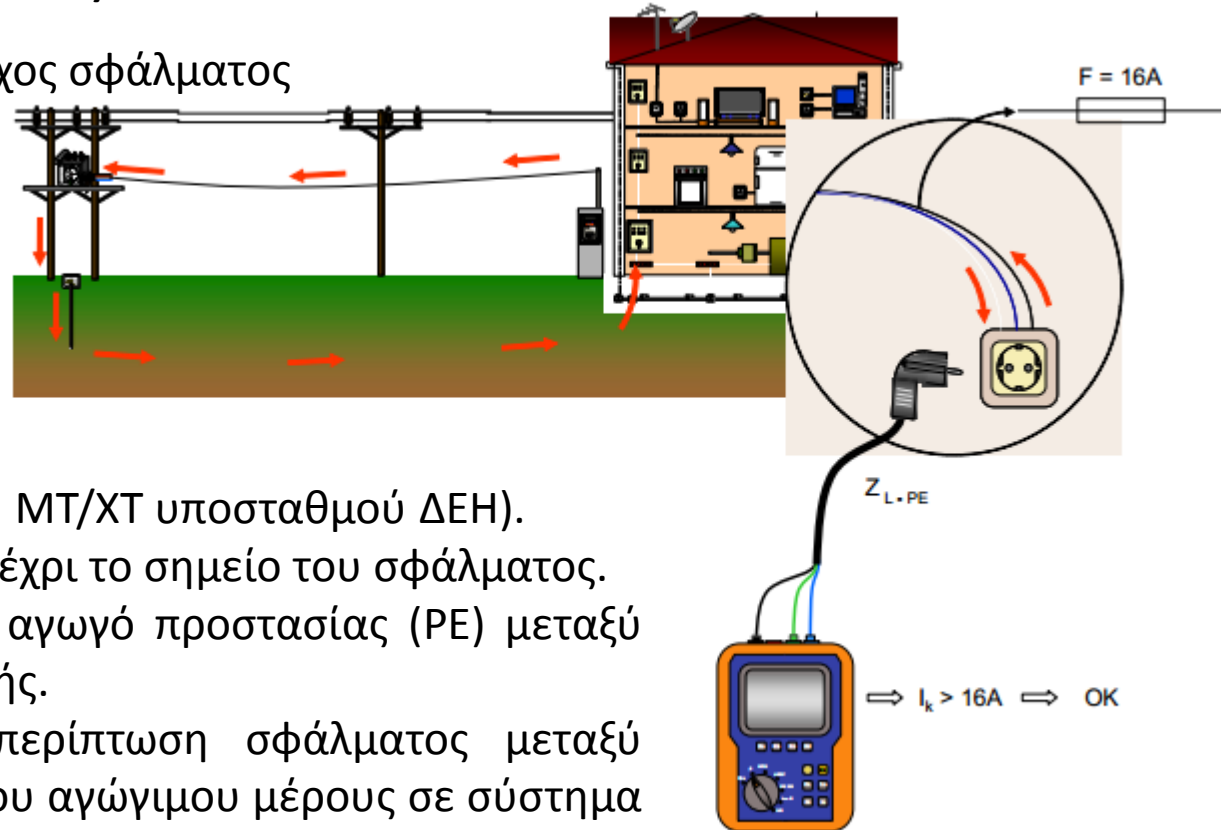 χος σφάλματος
F = 16A
ΜΤ/ΧΤ υποσταθμού ΔΕΗ).
έχρι το σημείο του σφάλματος.
αγωγό προστασίας (PE) μεταξύ
ής.
περίπτωση σφάλματος μεταξύ
ου αγώγιμου μέρους σε σύστημα
Z L-PE
⇨ Ik > 16A ⇨ OK